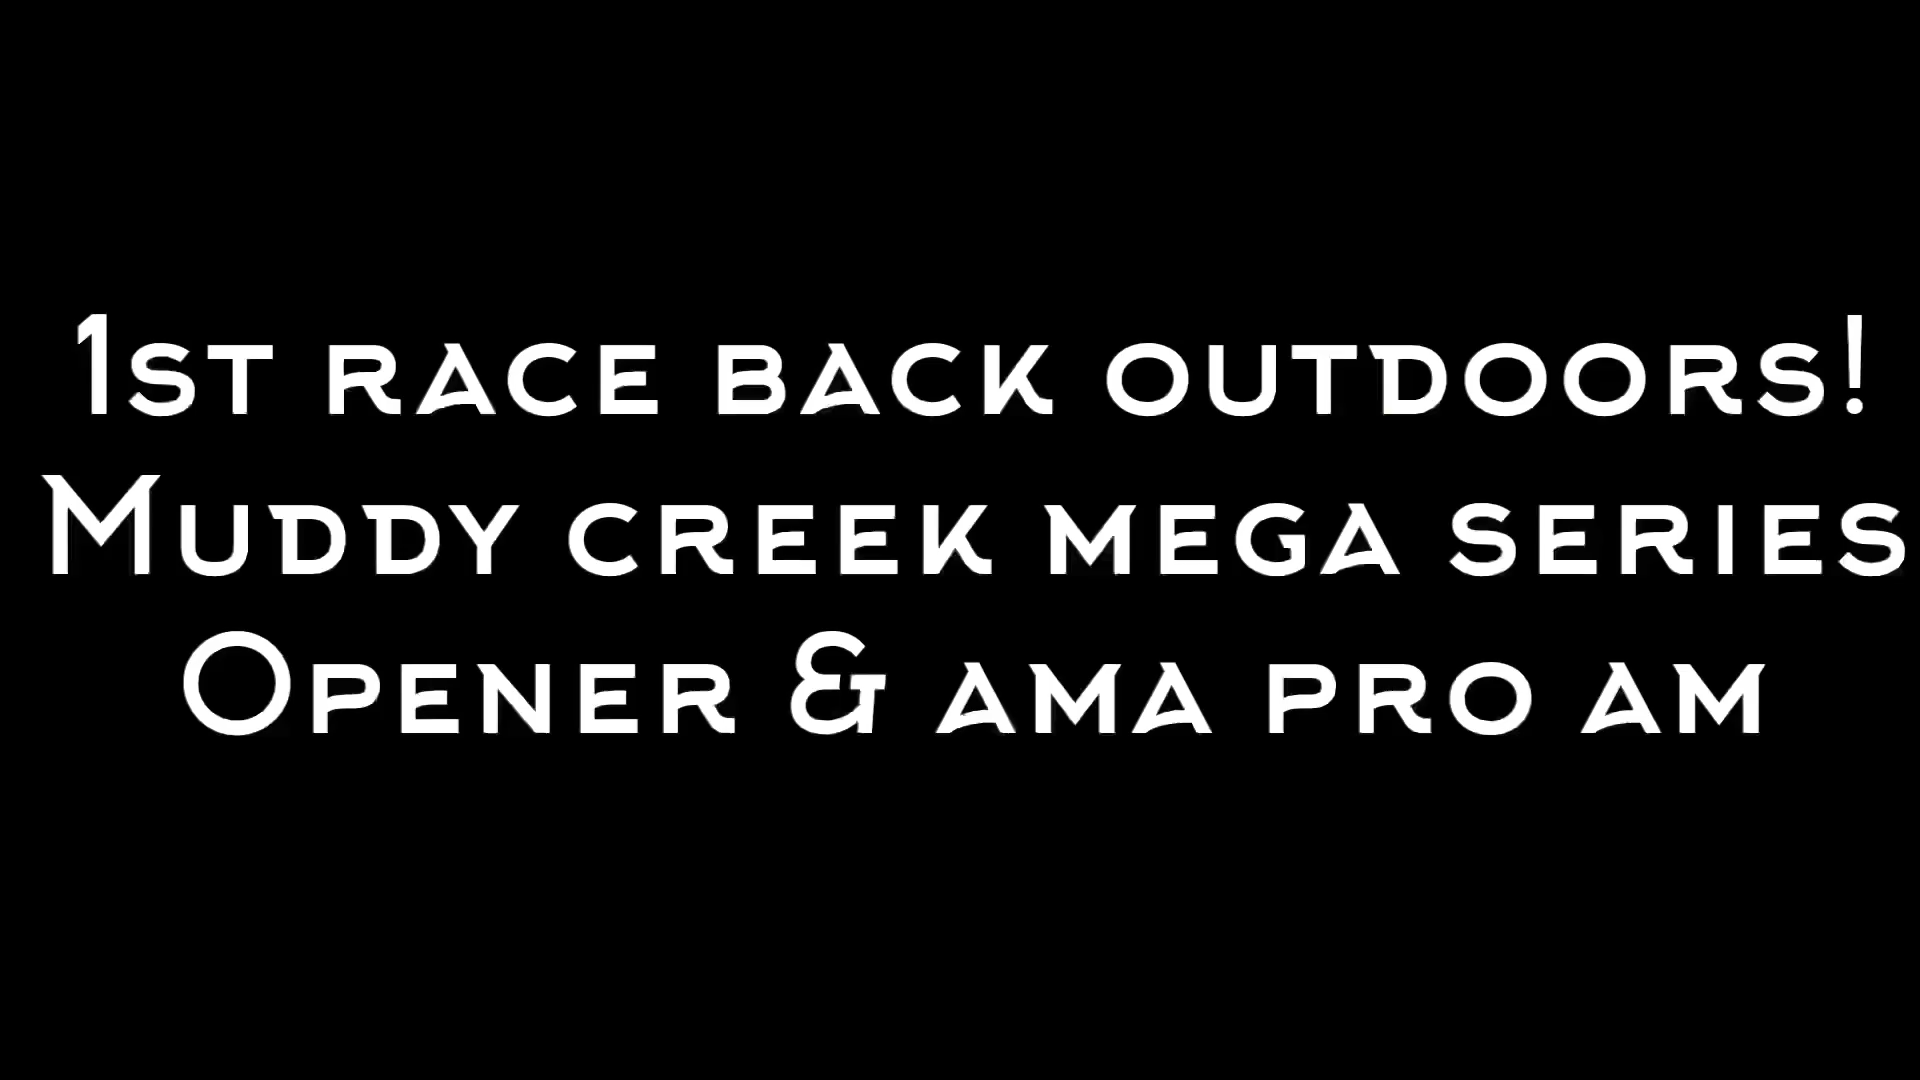 1st race back outdoors!
Muddy creek mega series
Opener & ama pro am